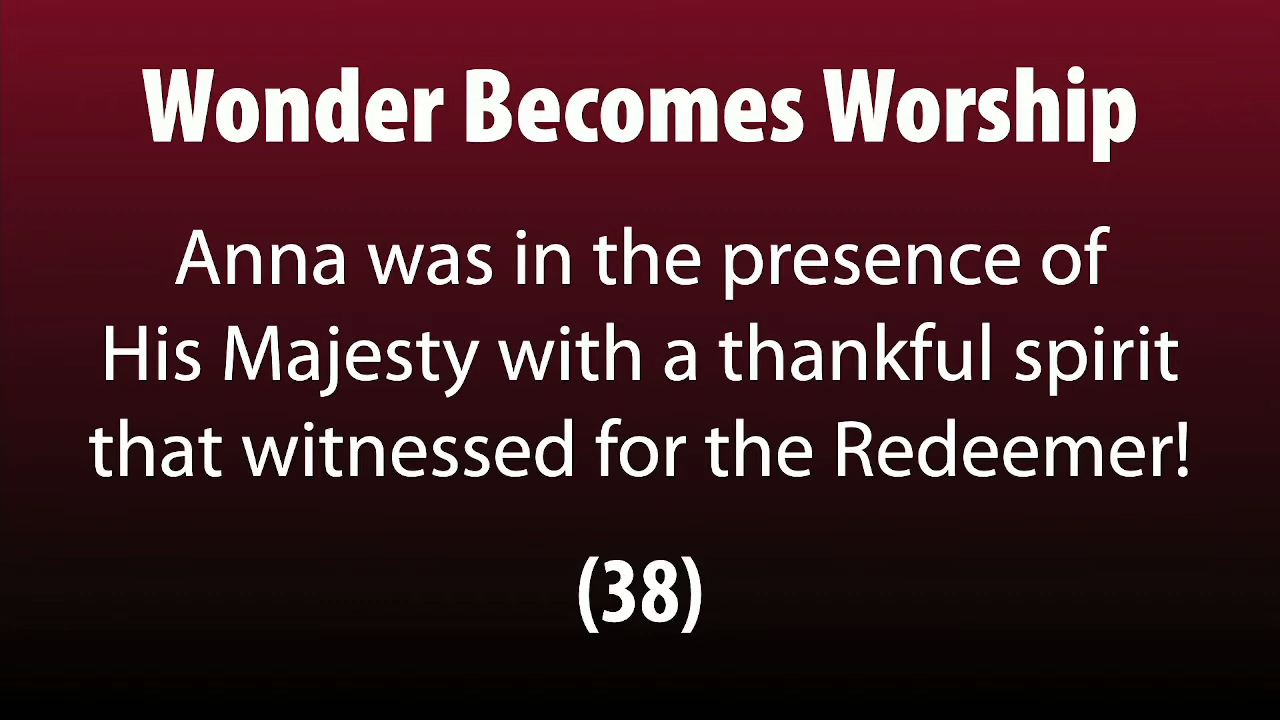 Wonder Becomes Worship
Anna was in the presence of
His Majesty with a thankful spirit
that witnessed for the Redeemer!
(38)